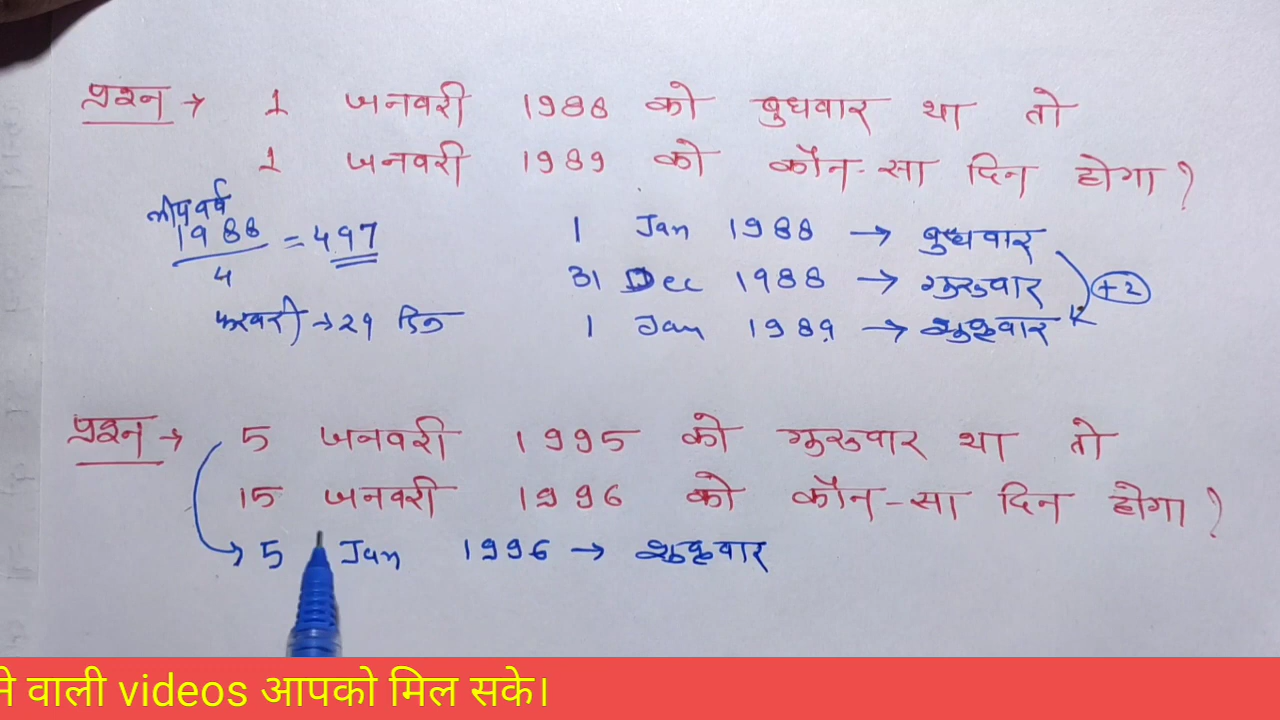 प्रश्न → 1 जनवरी 1988 को बुधवार था तो
1 जनवरी 1989 को कौन-सा दिन होगा?
लीप वर्ष
1988 / 4 = 497
फरवरी → 29 दिन
1 Jan 1988 → बुधवार
31 Dec 1988 → गुरुवार
1 Jan 1989 → शुक्रवार
+2
प्रश्न → 5 जनवरी 1995 को गुरुवार था तो
15 जनवरी 1996 को कौन-सा दिन होगा?
→ 5 Jan 1996 → शुक्रवार
ने वाली videos आपको मिल सके।